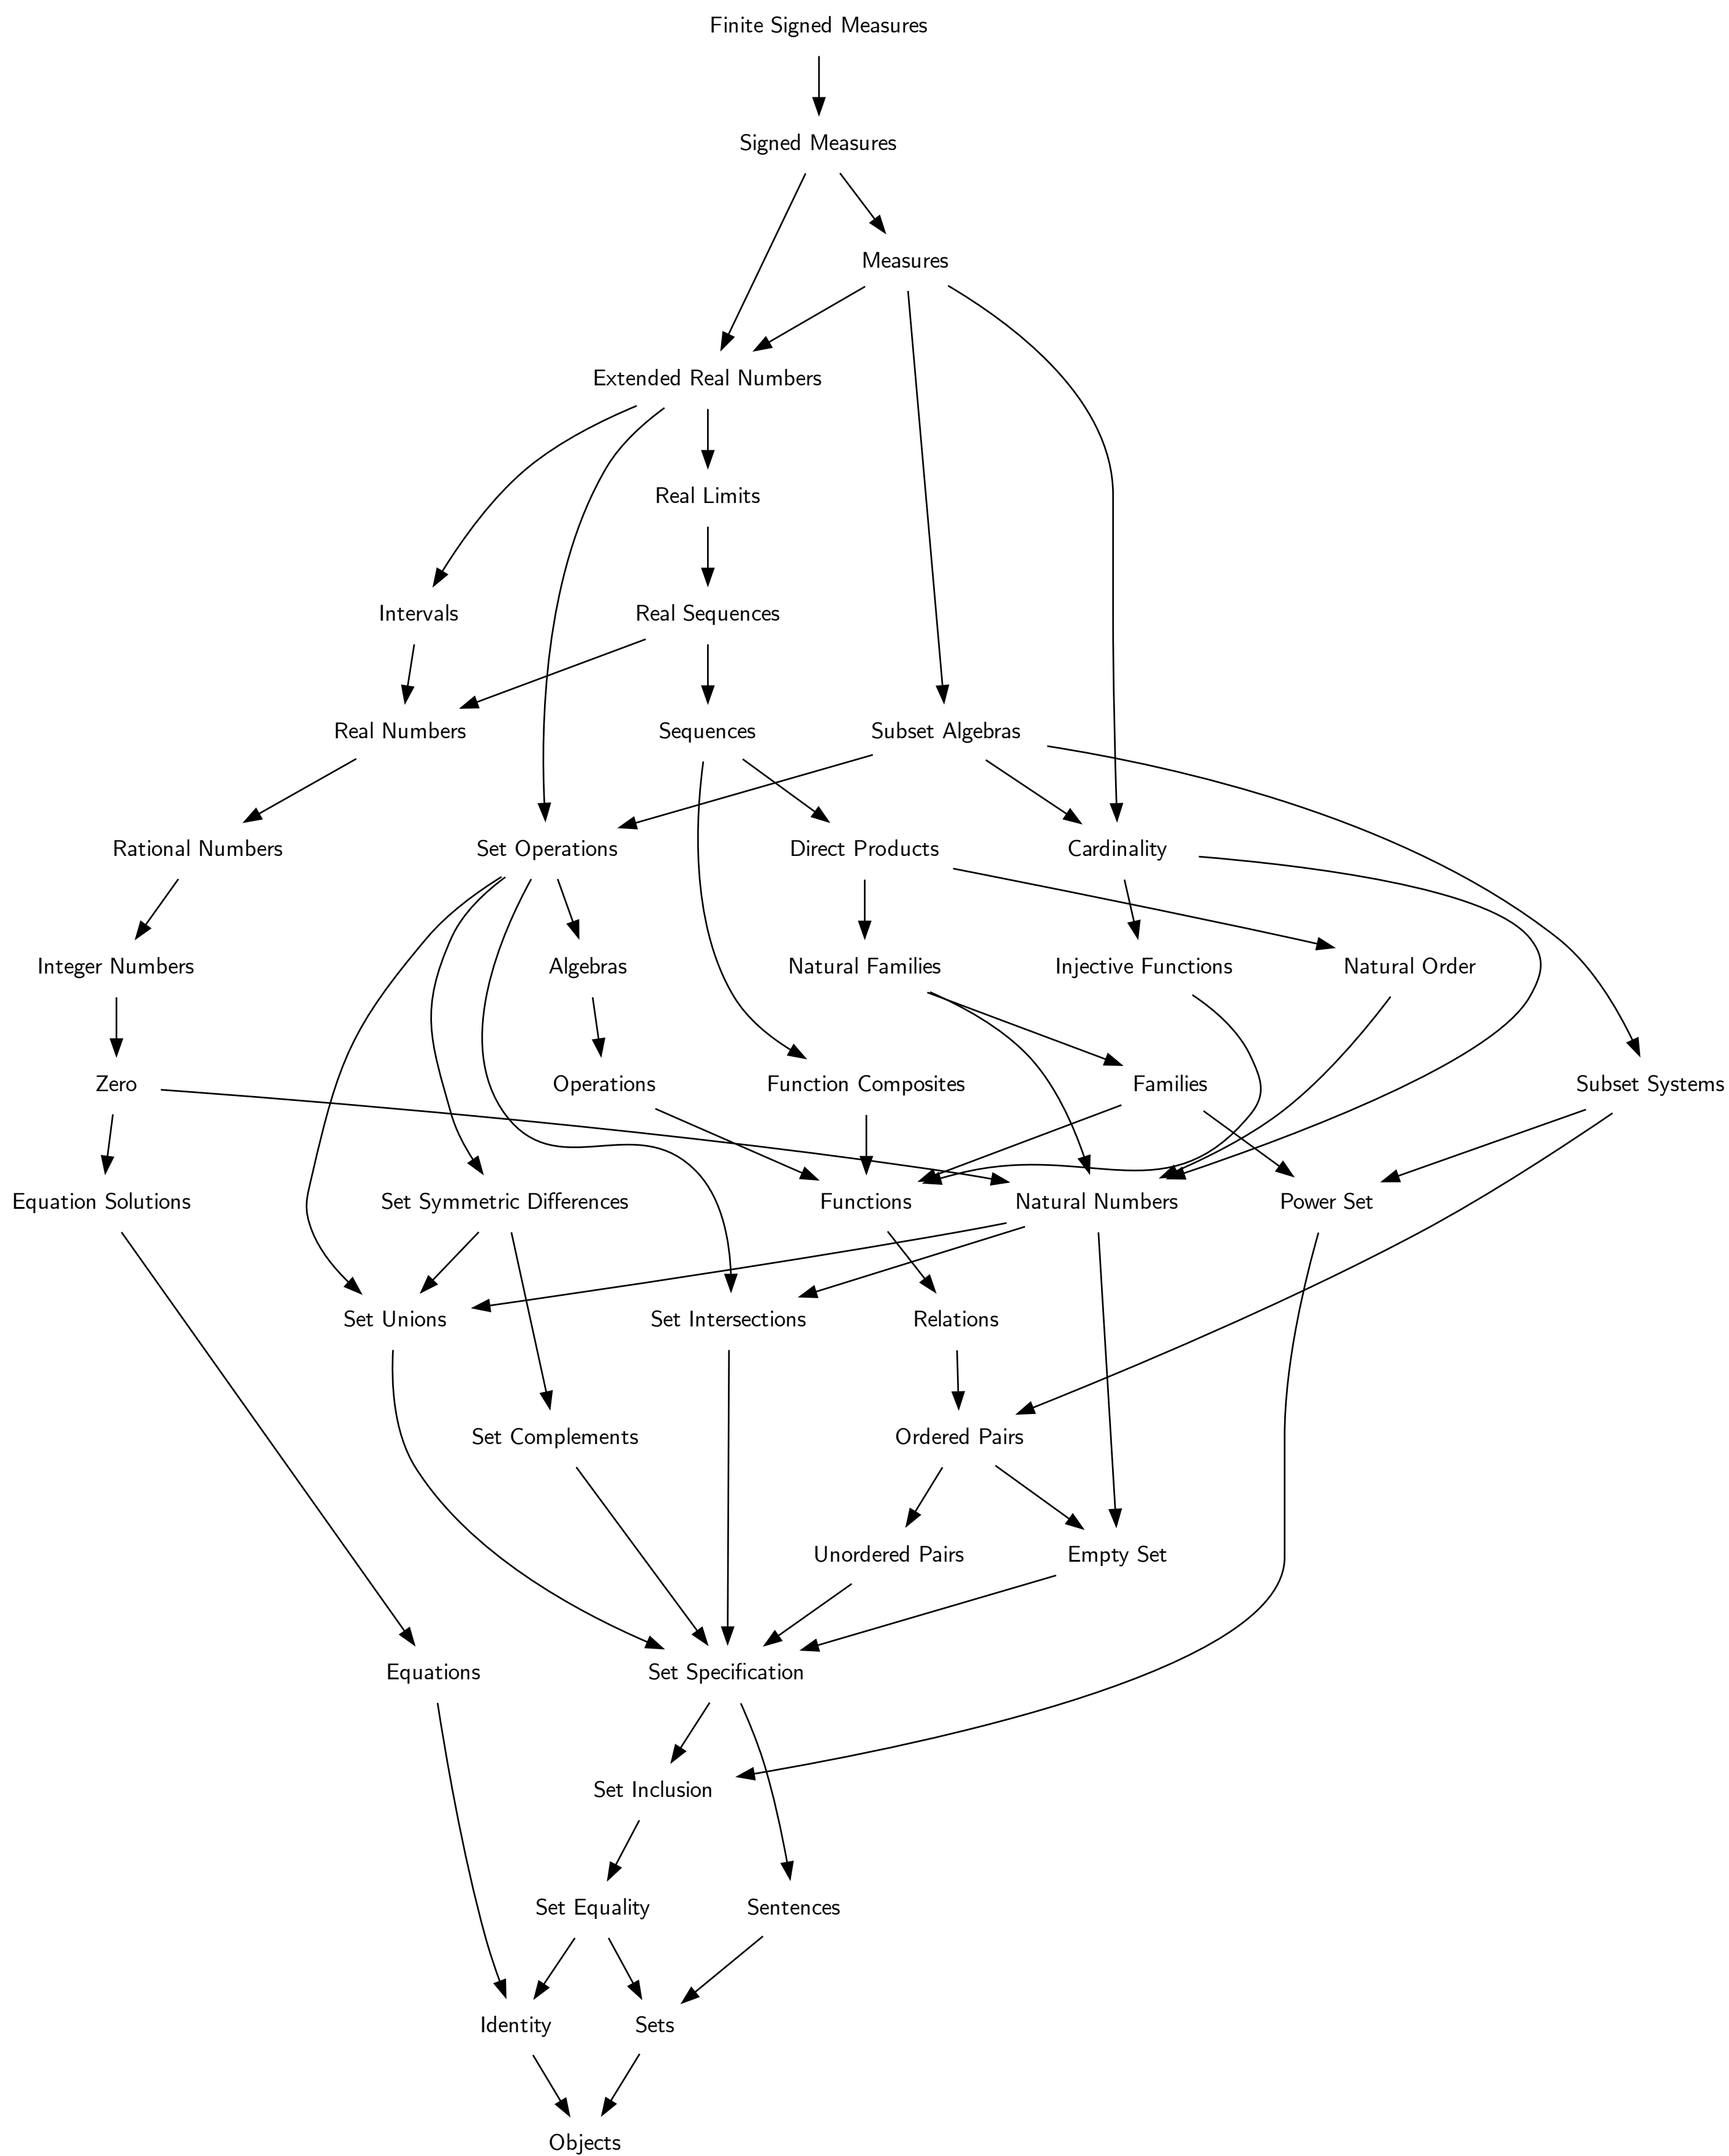 Finite Signed Measures
Signed Measures
Measures
Extended Real Numbers
Real Limits
Intervals
Real Sequences
Real Numbers
Sequences
Subset Algebras
Rational Numbers
Set Operations
Direct Products
Cardinality
Integer Numbers
Algebras
Natural Families
Injective Functions
Natural Order
Zero
Operations
Function Composites
Families
Subset Systems
Equation Solutions
Set Symmetric Differences
Functions
Natural Numbers
Power Set
Set Unions
Set Intersections
Relations
Set Complements
Ordered Pairs
Unordered Pairs
Empty Set
Equations
Set Specification
Set Inclusion
Set Equality
Sentences
Identity
Sets
Objects